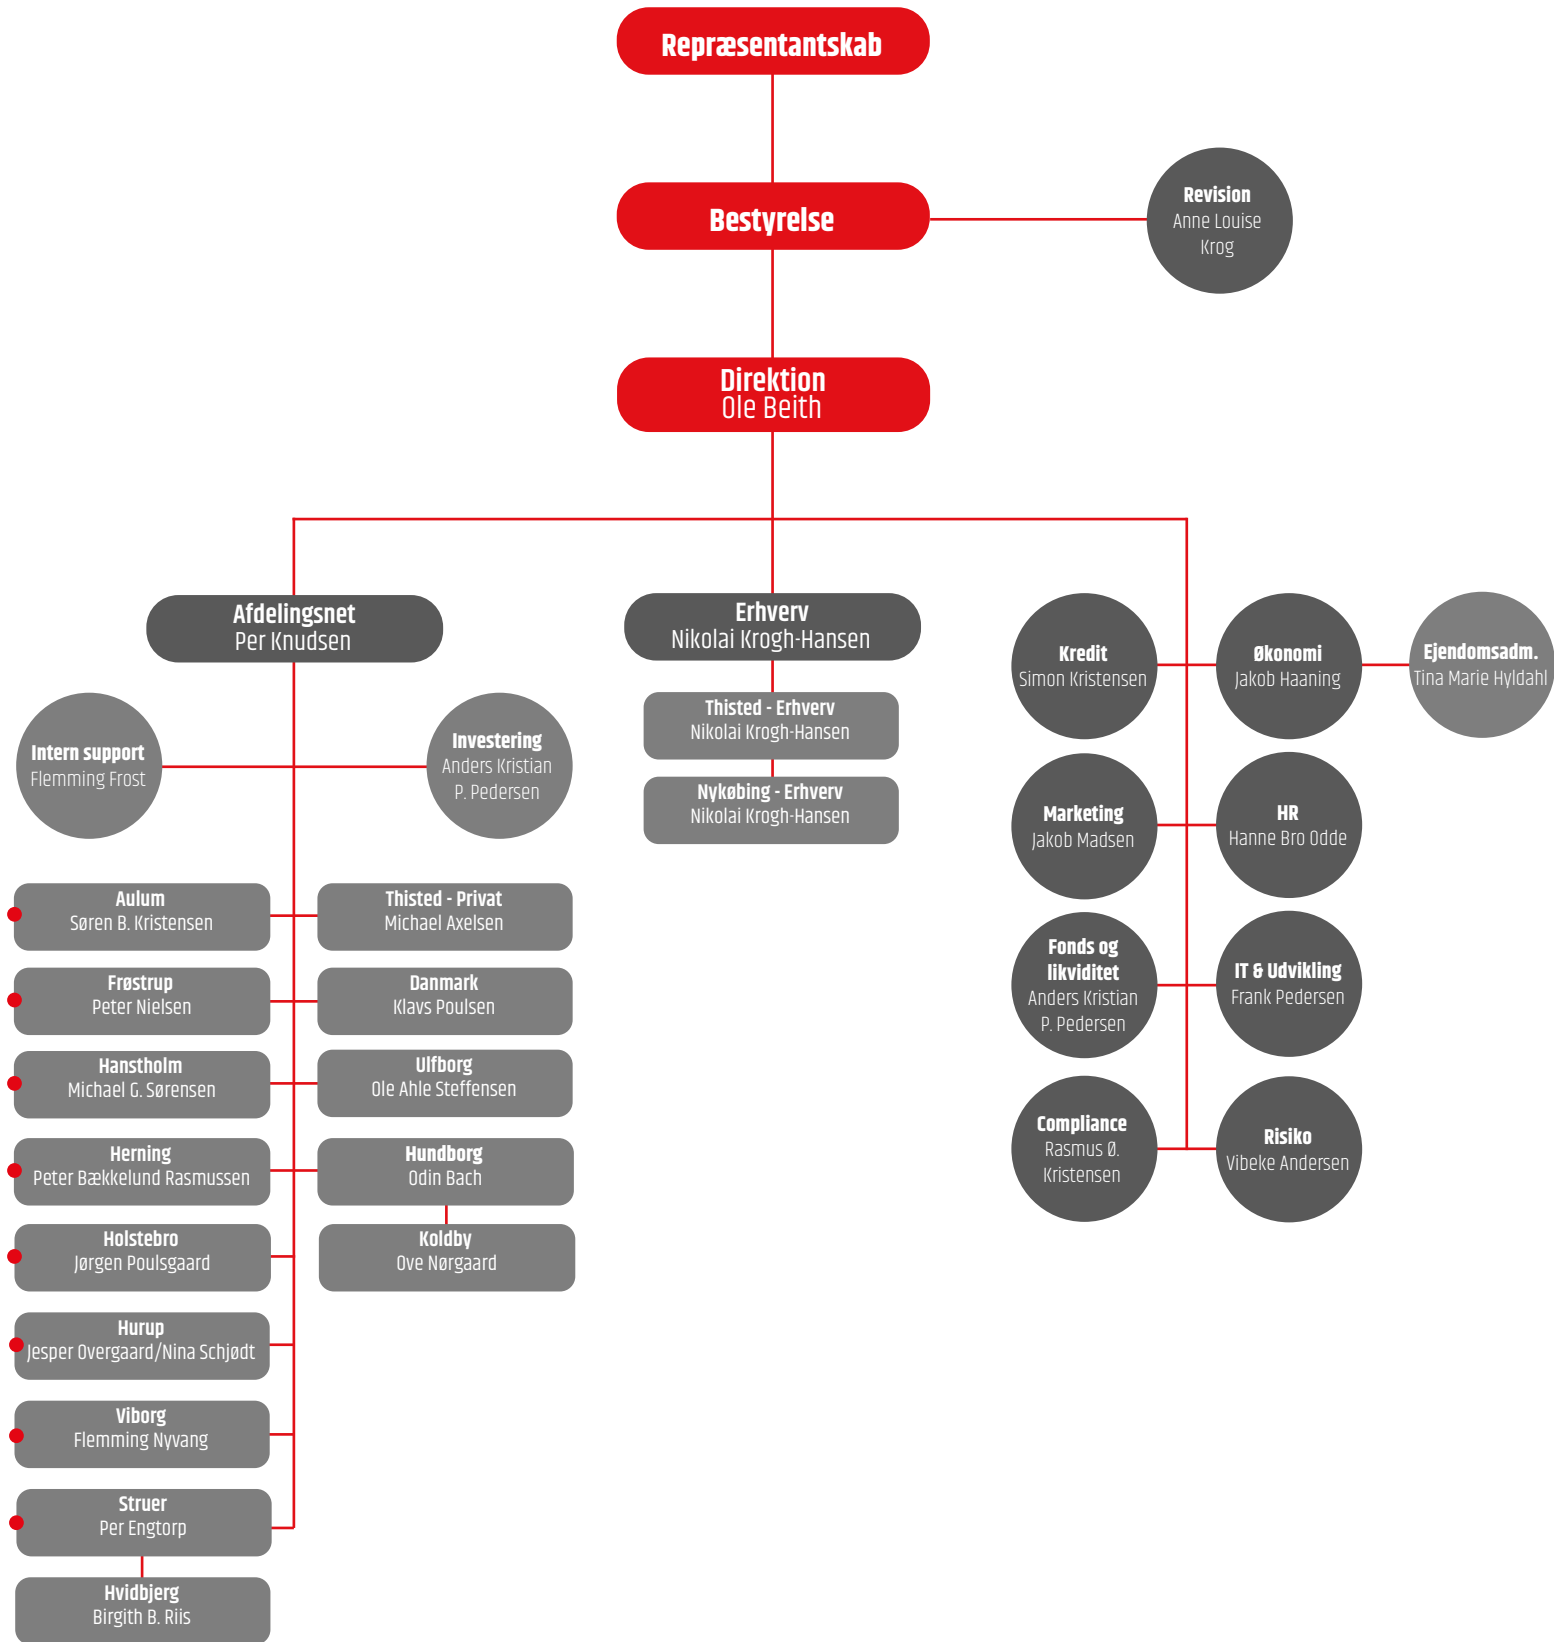 Repræsentantskab
Bestyrelse
Revision
Anne Louise
Krog
Direktion
Ole Beith
Afdelingsnet
Per Knudsen
Intern support
Flemming Frost
Investering
Anders Kristian
P. Pedersen
Aulum
Søren B. Kristensen
Thisted - Privat
Michael Axelsen
Frøstrup
Peter Nielsen
Danmark
Klavs Poulsen
Hanstholm
Michael G. Sørensen
Ulfborg
Ole Ahle Steffensen
Herning
Peter Bækkelund Rasmussen
Hundborg
Odin Bach
Holstebro
Jørgen Poulsgaard
Koldby
Ove Nørgaard
Hurup
Jesper Overgaard/Nina Schjødt
Viborg
Flemming Nyvang
Struer
Per Engtorp
Hvidbjerg
Birgith B. Riis
Erhverv
Nikolai Krogh-Hansen
Thisted - Erhverv
Nikolai Krogh-Hansen
Nykøbing - Erhverv
Nikolai Krogh-Hansen
Kredit
Simon Kristensen
Økonomi
Jakob Haaning
Ejendomsadm.
Tina Marie Hyldahl
Marketing
Jakob Madsen
HR
Hanne Bro Odde
Fonds og
likviditet
Anders Kristian
P. Pedersen
IT & Udvikling
Frank Pedersen
Compliance
Rasmus Ø.
Kristensen
Risiko
Vibeke Andersen